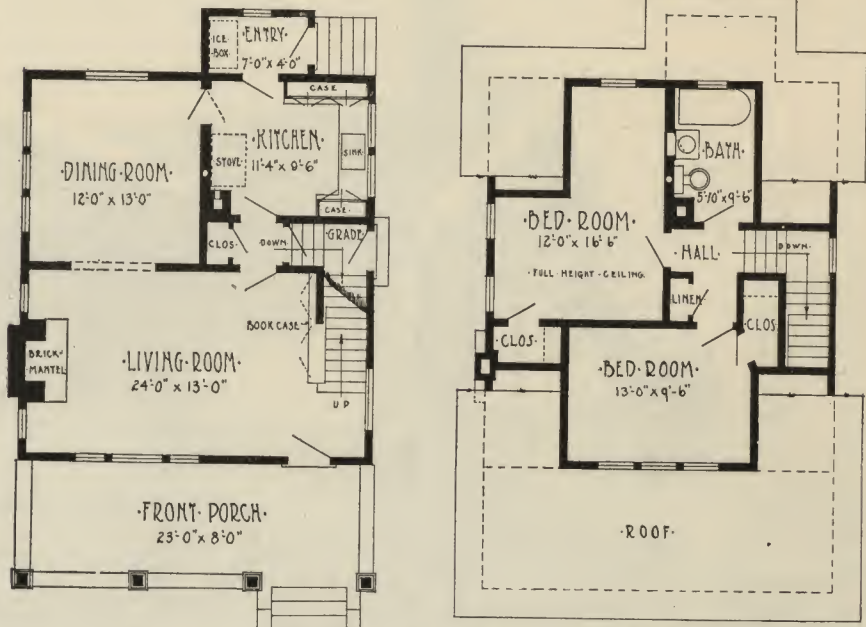 ·ENTRY·
ICE
BOX
7'-0" x 4'-0"
CASE
·KITCHEN·
11'-4" x 9'-6"
STOVE
SINK
·DINING·ROOM·
12'-0" x 13'-0"
CASE·
CLOS·
DOWN
GRADE
BOOK CASE
BRICK
MANTEL
·LIVING·ROOM·
24'-0" x 13'-0"
UP
·FRONT·PORCH·
23'-0" x 8'-0"
·BATH·
5'-10" x 9'-6"
·BED·ROOM·
12'-0" x 16'-6"
·FULL·HEIGHT·CEILING·
·HALL·
DOWN
LINEN
·CLOS·
CLOS·
·BED ROOM·
13'-0" x 9'-6"
·ROOF·